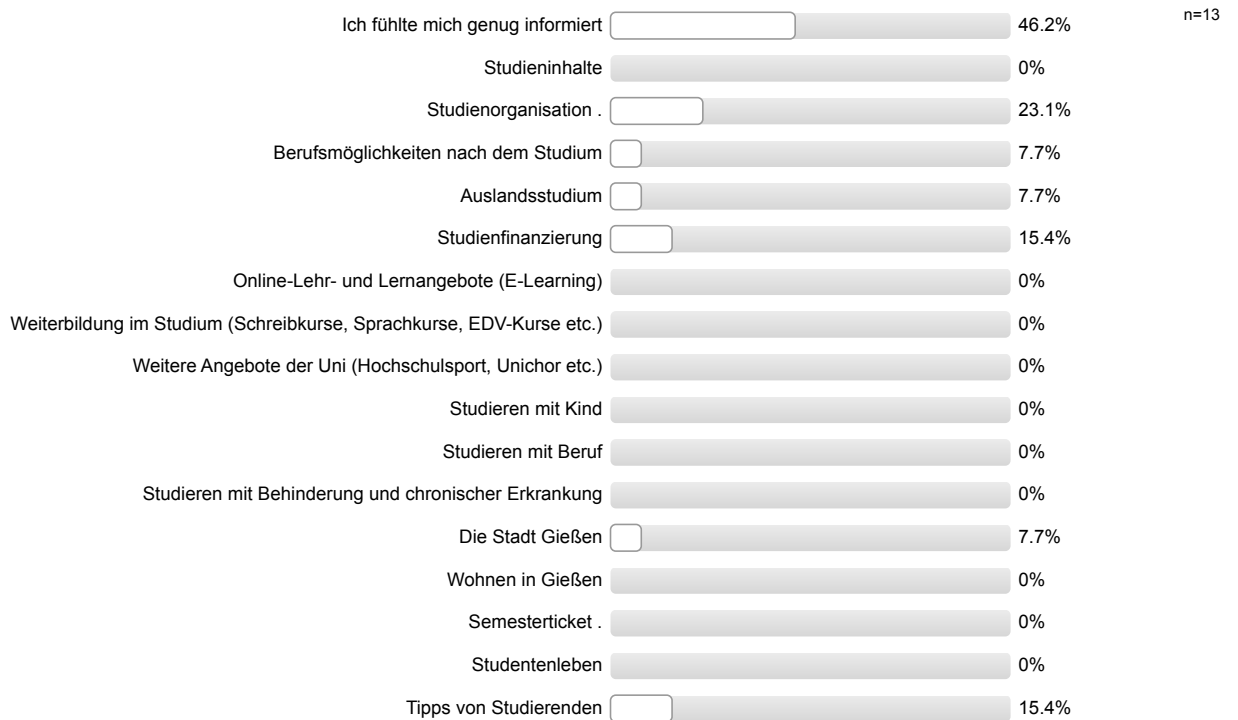 Ich fühlte mich genug informiert 46.2% n=13
Studieninhalte 0%
Studienorganisation . 23.1%
Berufsmöglichkeiten nach dem Studium 7.7%
Auslandsstudium 7.7%
Studienfinanzierung 15.4%
Online-Lehr- und Lernangebote (E-Learning) 0%
Weiterbildung im Studium (Schreibkurse, Sprachkurse, EDV-Kurse etc.) 0%
Weitere Angebote der Uni (Hochschulsport, Unichor etc.) 0%
Studieren mit Kind 0%
Studieren mit Beruf 0%
Studieren mit Behinderung und chronischer Erkrankung 0%
Die Stadt Gießen 7.7%
Wohnen in Gießen 0%
Semesterticket . 0%
Studentenleben 0%
Tipps von Studierenden 15.4%